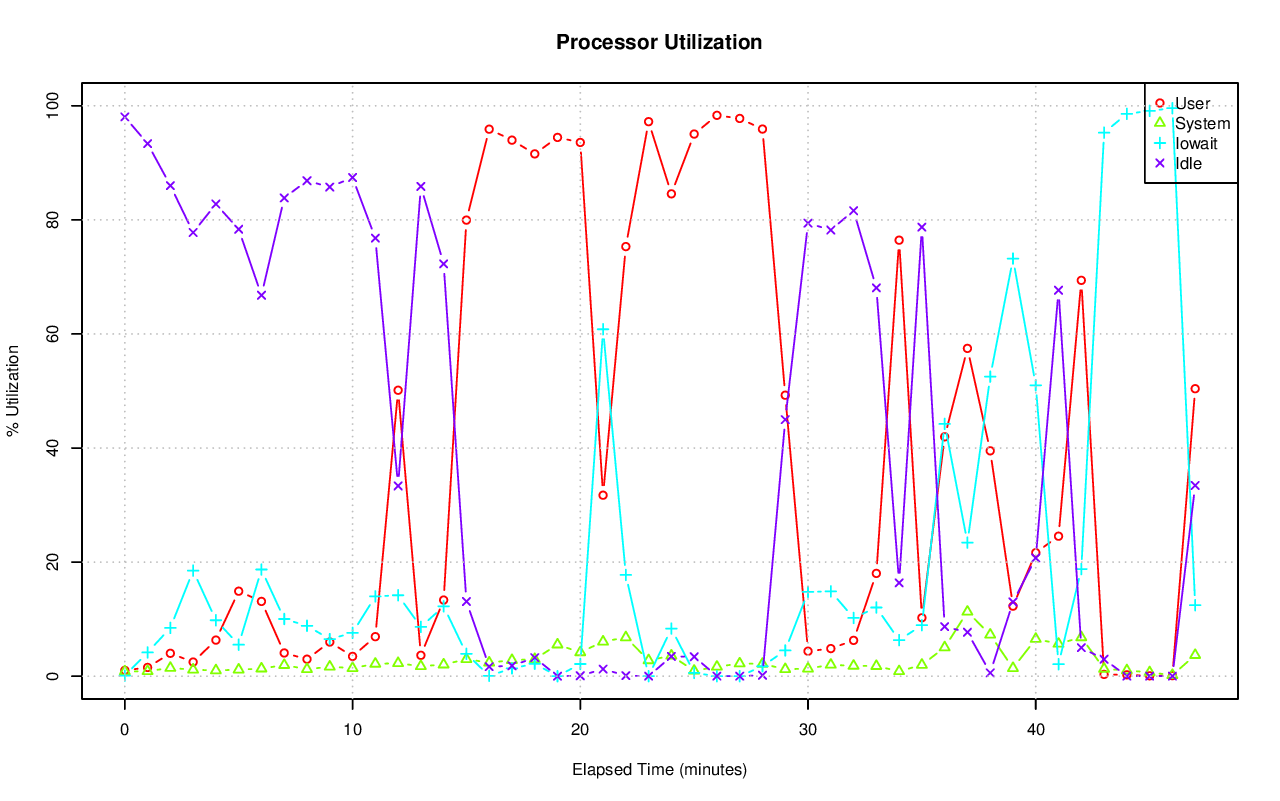 Processor Utilization
% Utilization
100
80
60
40
20
0
User
System
Iowait
Idle
0 10 20 30 40
Elapsed Time (minutes)